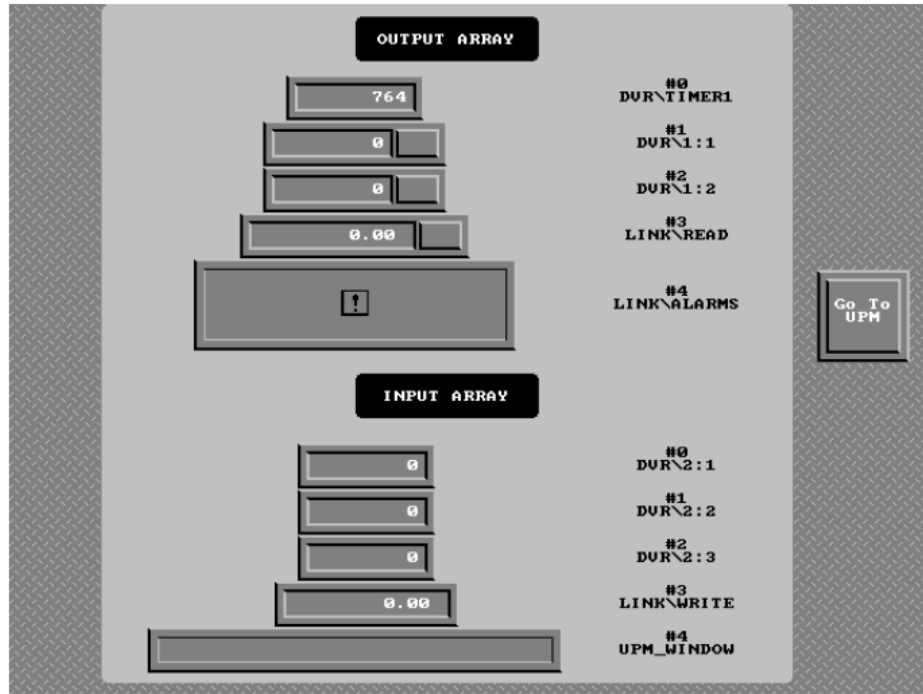 OUTPUT ARRAY
764
#0
DVR\TIMER1
0
#1
DVR\1:1
0
#2
DVR\1:2
0.00
#3
LINK\READ
!
#4
LINK\ALARMS
Go To
UPM
INPUT ARRAY
0
#0
DVR\2:1
0
#1
DVR\2:2
0
#2
DVR\2:3
0.00
#3
LINK\WRITE
#4
UPM_WINDOW